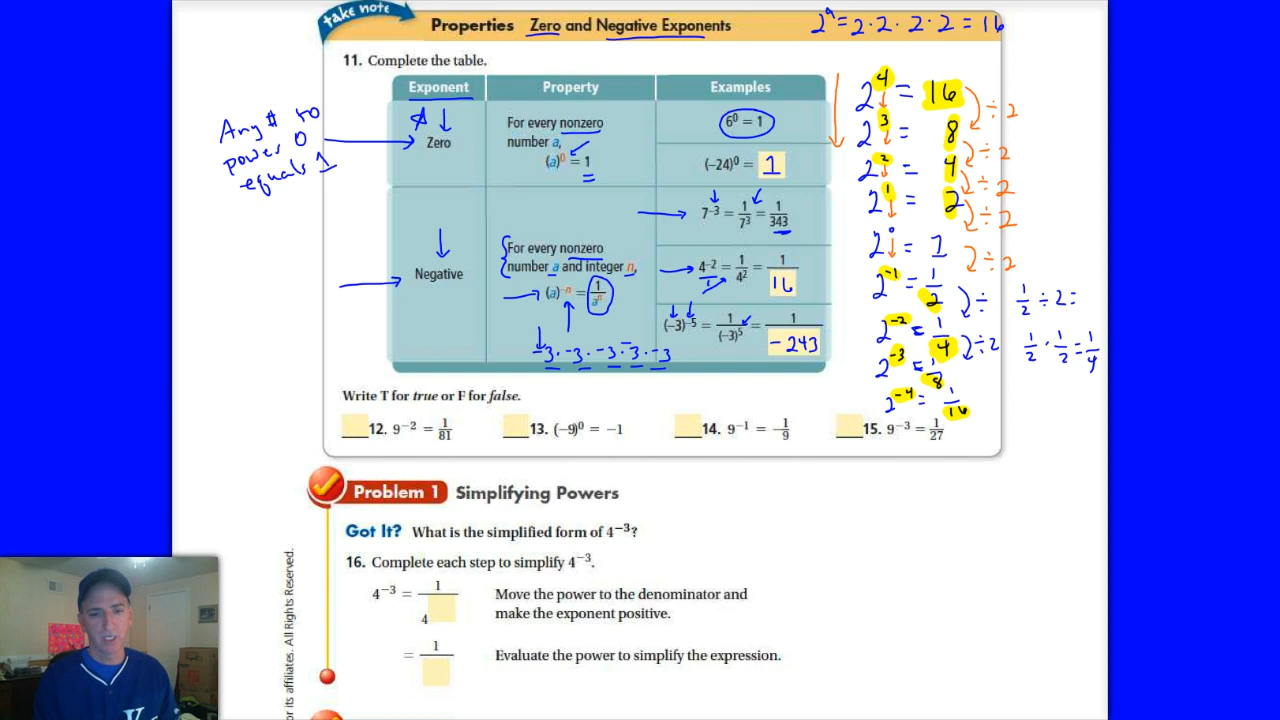 take note
Properties Zero and Negative Exponents
2⁴ = 2·2·2·2 = 16
11. Complete the table.
Exponent Property Examples
Any # to
power 0
equals 1
Zero
For every nonzero
number a,
(a)⁰ = 1
6⁰ = 1
(−24)⁰ = 1
Negative
For every nonzero
number a and integer n,
(a)⁻ⁿ = 1/aⁿ
-3·-3·-3·-3·-3
7⁻³ = 1/7³ = 1/343
4⁻² = 1/4² = 1/16
(−3)⁻⁵ = 1/(−3)⁵ = 1/-243
2⁴ = 16
÷2
2³ = 8
÷2
2² = 4
÷2
2¹ = 2
÷2
2⁰ = 1
÷2
2⁻¹ = 1/2
÷ 1/2 ÷ 2 =
2⁻² = 1/4
÷2 1/2 · 1/2 = 1/4
2⁻³ = 1/8
2⁻⁴ = 1/16
Write T for true or F for false.
12. 9⁻² = 1/81 13. (−9)⁰ = −1 14. 9⁻¹ = −1/9 15. 9⁻³ = 1/27
Problem 1 Simplifying Powers
Got It? What is the simplified form of 4⁻³?
16. Complete each step to simplify 4⁻³.
4⁻³ = 1/4 Move the power to the denominator and
make the exponent positive.
= 1/ Evaluate the power to simplify the expression.
or its affiliates. All Rights Reserved.